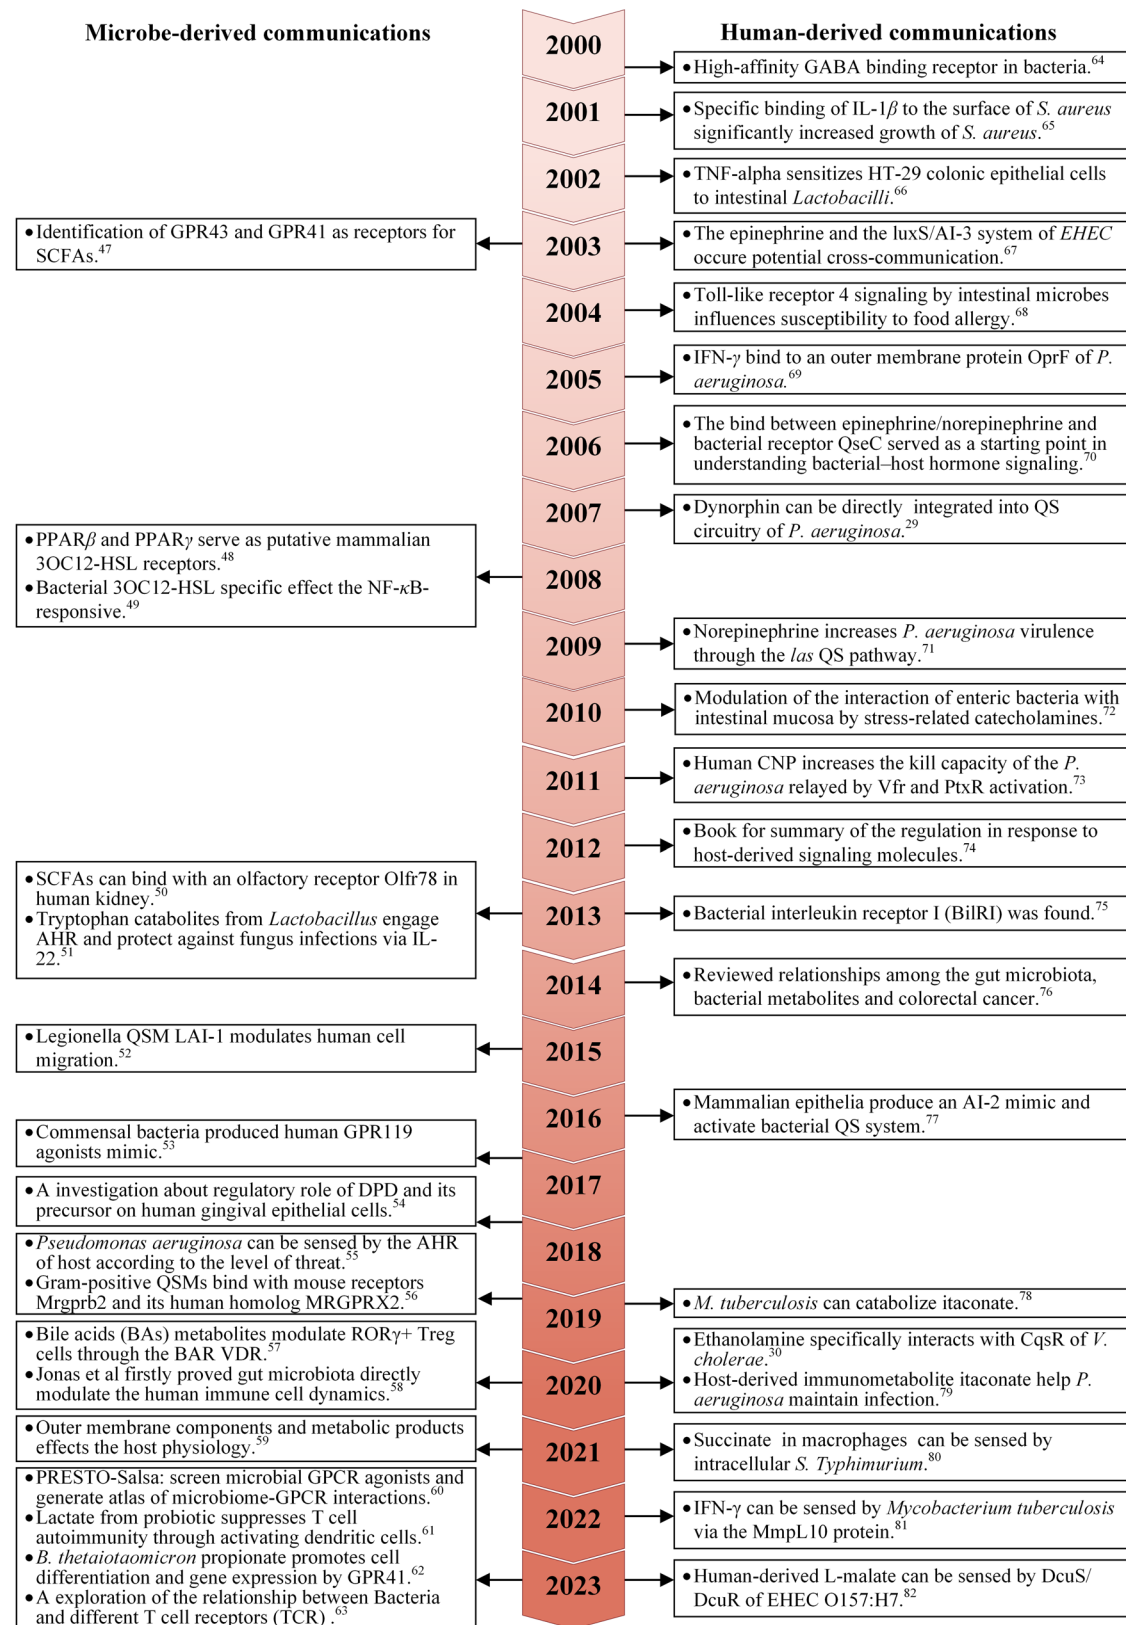 Microbe-derived communications
Human-derived communications
2000
•High-affinity GABA binding receptor in bacteria.64
2001
•Specific binding of IL-1β to the surface of S. aureus
significantly increased growth of S. aureus.65
2002
•TNF-alpha sensitizes HT-29 colonic epithelial cells
to intestinal Lactobacilli.66
•Identification of GPR43 and GPR41 as receptors for
SCFAs.47
2003
•The epinephrine and the luxS/AI-3 system of EHEC
occure potential cross-communication.67
2004
•Toll-like receptor 4 signaling by intestinal microbes
influences susceptibility to food allergy.68
2005
•IFN-γ bind to an outer membrane protein OprF of P.
aeruginosa.69
2006
•The bind between epinephrine/norepinephrine and
bacterial receptor QseC served as a starting point in
understanding bacterial–host hormone signaling.70
2007
•Dynorphin can be directly integrated into QS
circuitry of P. aeruginosa.29
•PPARβ and PPARγ serve as putative mammalian
3OC12-HSL receptors.48
•Bacterial 3OC12-HSL specific effect the NF-κB-
responsive.49
2008
2009
•Norepinephrine increases P. aeruginosa virulence
through the las QS pathway.71
2010
•Modulation of the interaction of enteric bacteria with
intestinal mucosa by stress-related catecholamines.72
2011
•Human CNP increases the kill capacity of the P.
aeruginosa relayed by Vfr and PtxR activation.73
2012
•Book for summary of the regulation in response to
host-derived signaling molecules.74
•SCFAs can bind with an olfactory receptor Olfr78 in
human kidney.50
•Tryptophan catabolites from Lactobacillus engage
AHR and protect against fungus infections via IL-
22.51
2013
•Bacterial interleukin receptor I (BilRI) was found.75
2014
•Reviewed relationships among the gut microbiota,
bacterial metabolites and colorectal cancer.76
•Legionella QSM LAI-1 modulates human cell
migration.52
2015
2016
•Mammalian epithelia produce an AI-2 mimic and
activate bacterial QS system.77
•Commensal bacteria produced human GPR119
agonists mimic.53
2017
•A investigation about regulatory role of DPD and its
precursor on human gingival epithelial cells.54
2018
•Pseudomonas aeruginosa can be sensed by the AHR
of host according to the level of threat.55
•Gram-positive QSMs bind with mouse receptors
Mrgprb2 and its human homolog MRGPRX2.56
2019
•M. tuberculosis can catabolize itaconate.78
•Bile acids (BAs) metabolites modulate RORγ+ Treg
cells through the BAR VDR.57
•Jonas et al firstly proved gut microbiota directly
modulate the human immune cell dynamics.58
2020
•Ethanolamine specifically interacts with CqsR of V.
cholerae.30
•Host-derived immunometabolite itaconate help P.
aeruginosa maintain infection.79
•Outer membrane components and metabolic products
effects the host physiology.59
2021
•Succinate in macrophages can be sensed by
intracellular S. Typhimurium.80
•PRESTO-Salsa: screen microbial GPCR agonists and
generate atlas of microbiome-GPCR interactions.60
•Lactate from probiotic suppresses T cell
autoimmunity through activating dendritic cells.61
•B. thetaiotaomicron propionate promotes cell
differentiation and gene expression by GPR41.62
•A exploration of the relationship between Bacteria
and different T cell receptors (TCR) .63
2022
•IFN-γ can be sensed by Mycobacterium tuberculosis
via the MmpL10 protein.81
2023
•Human-derived L-malate can be sensed by DcuS/
DcuR of EHEC O157:H7.82